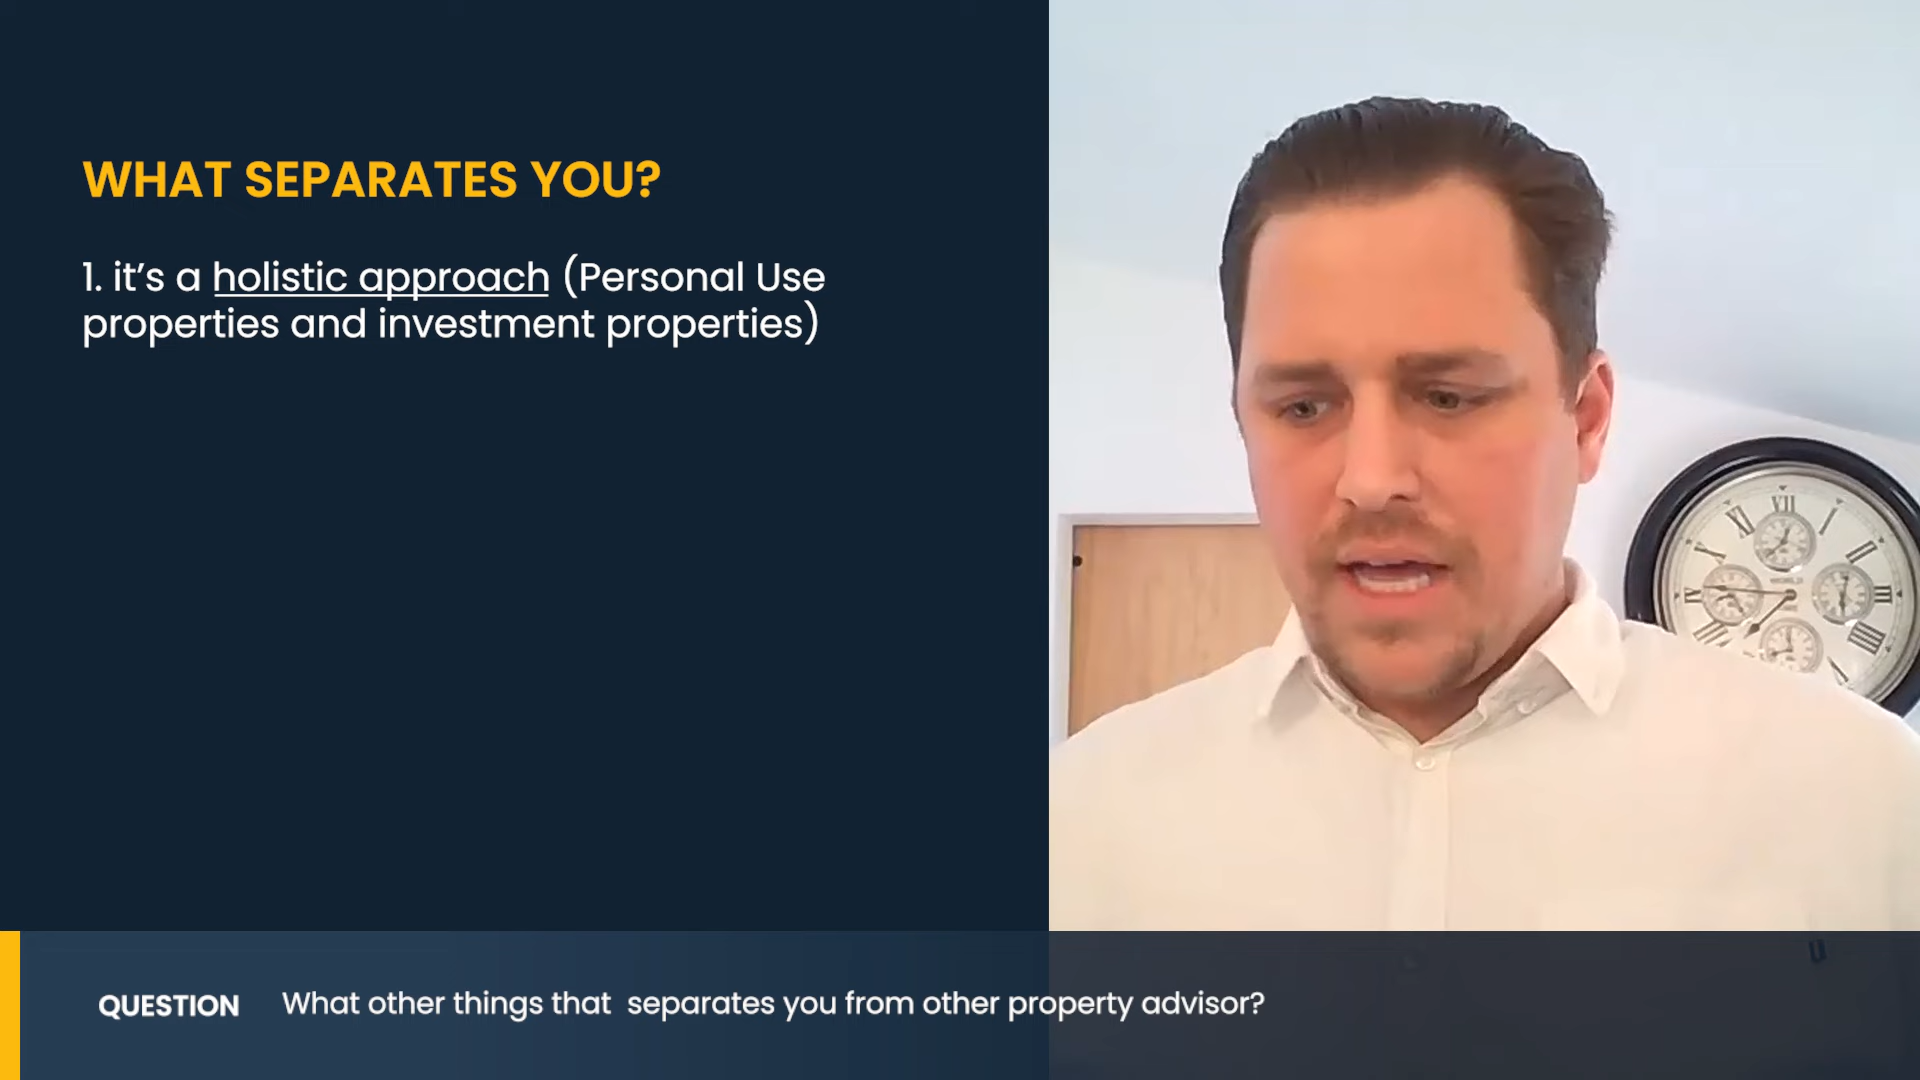 WHAT SEPARATES YOU?
1. it's a holistic approach (Personal Use
properties and investment properties)
QUESTION What other things that separates you from other property advisor?